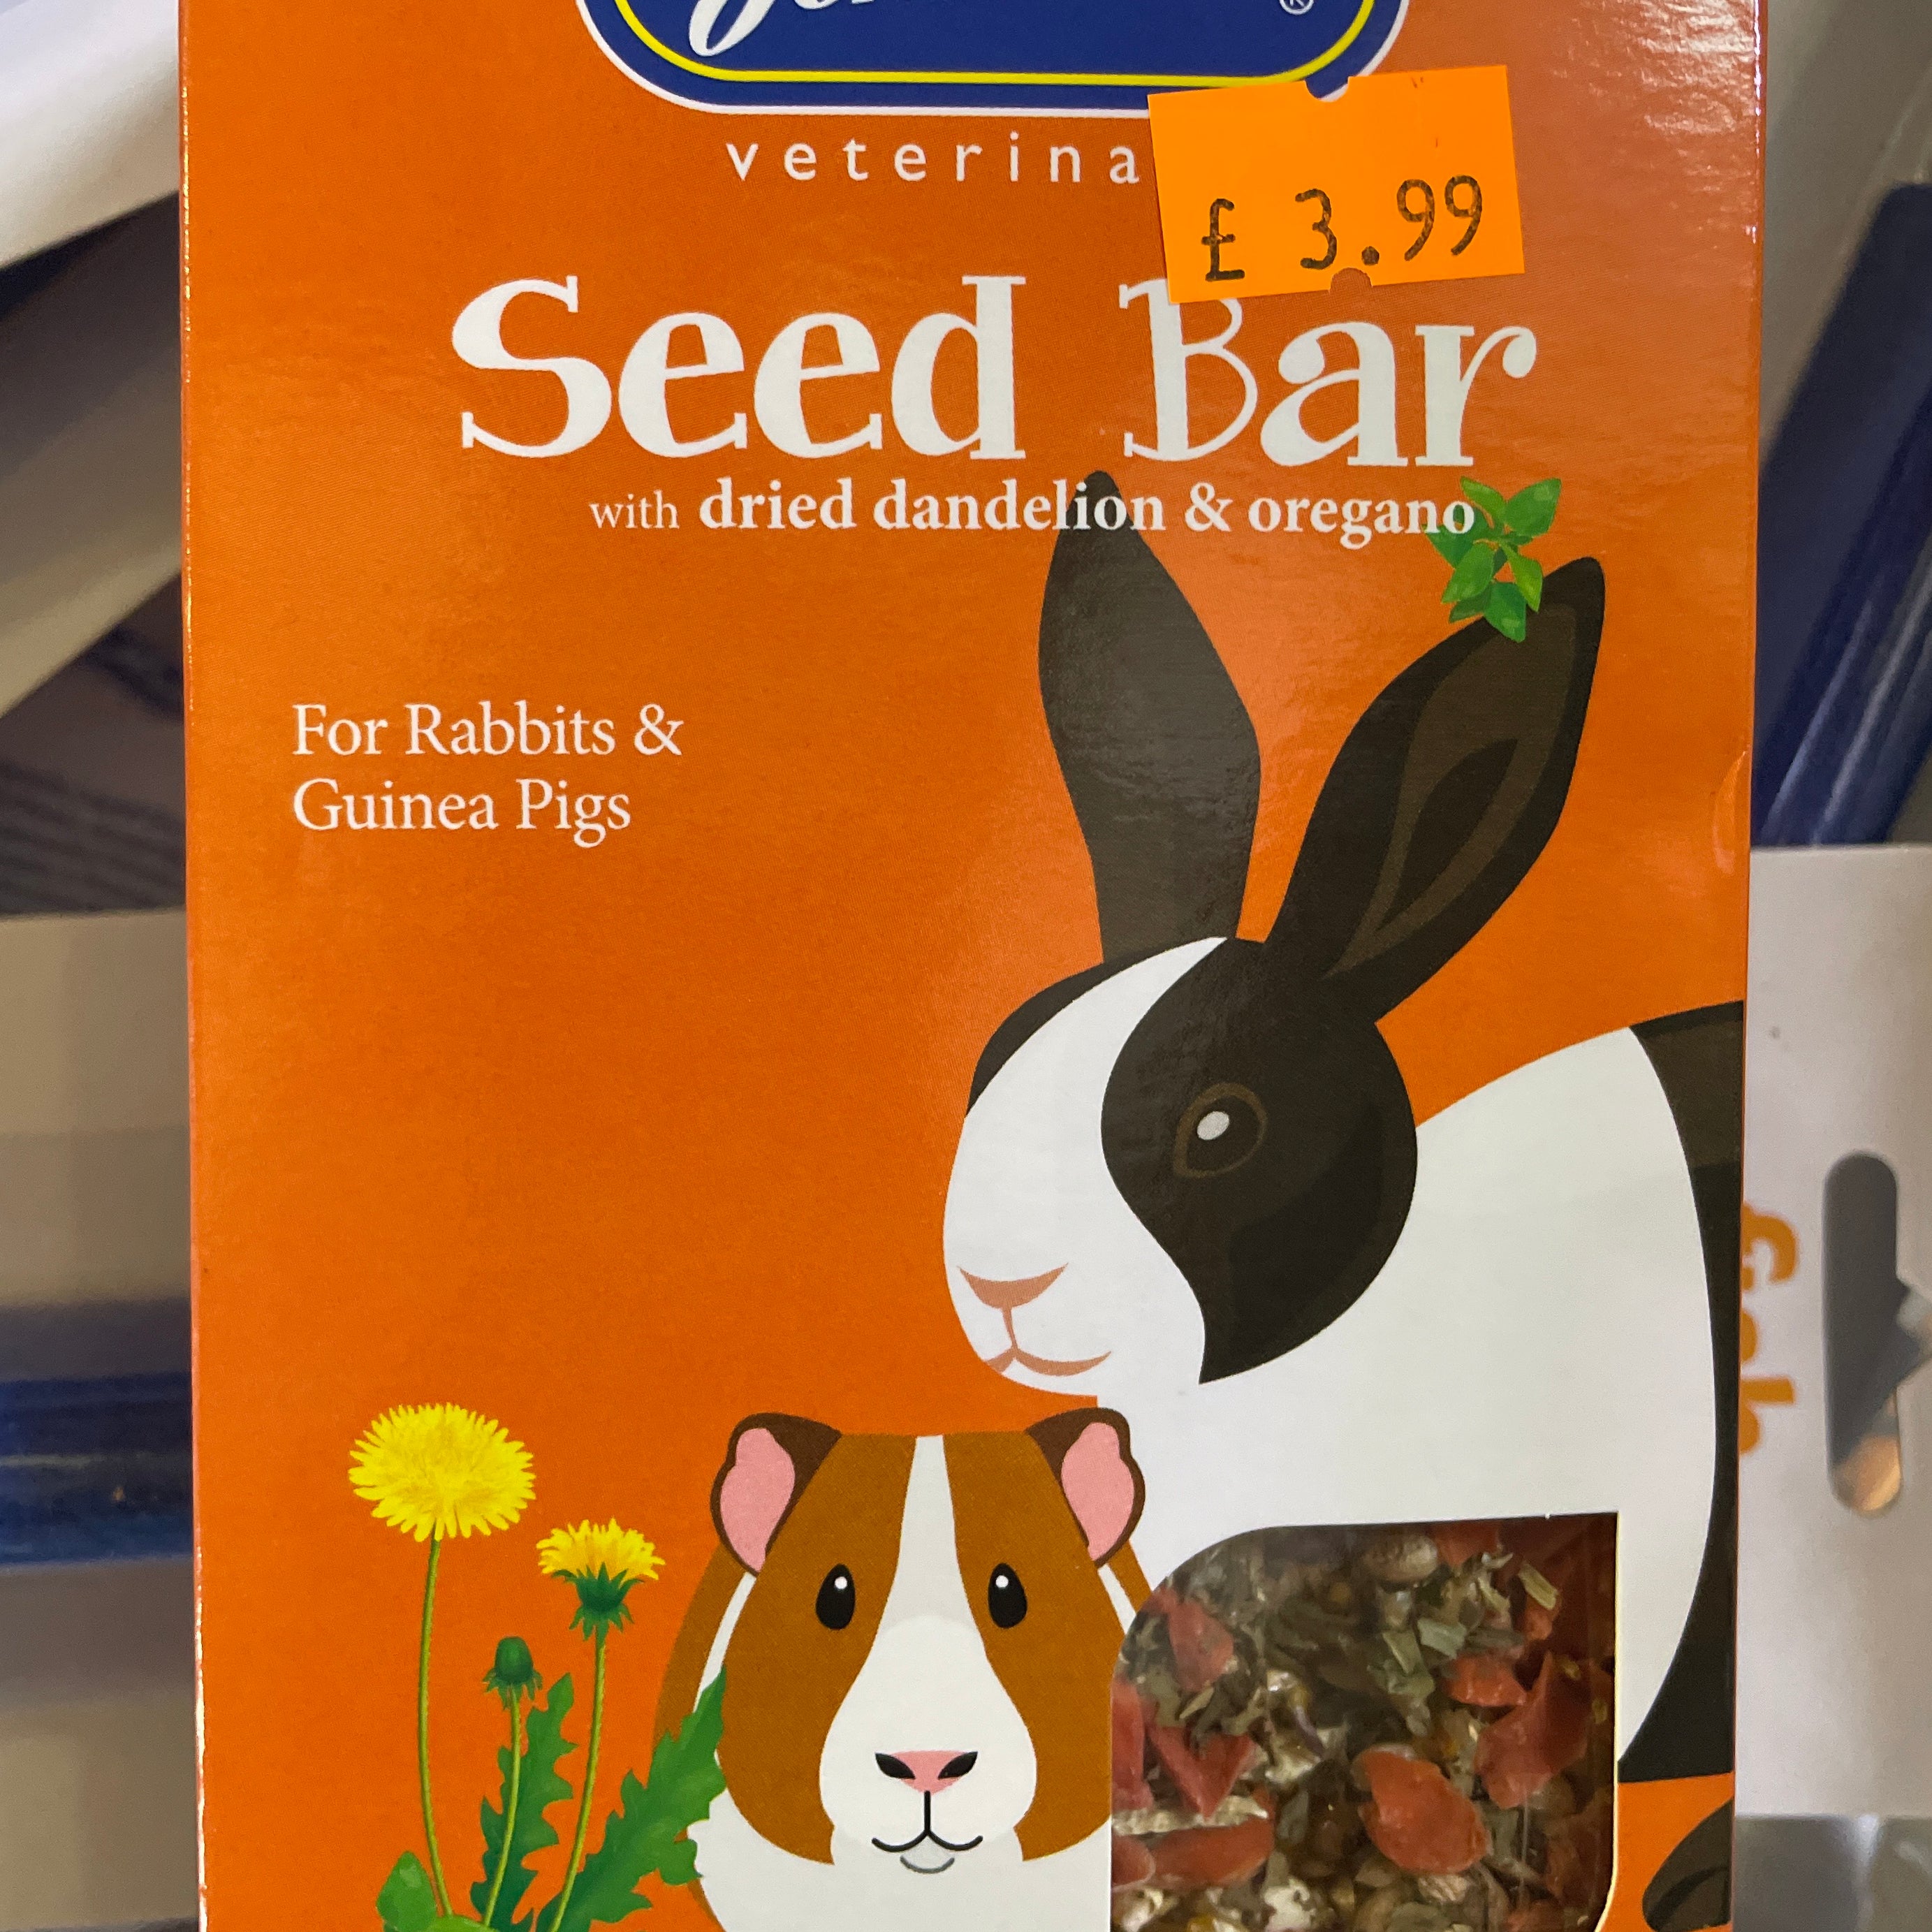 ®
veterina
£ 3.99
Seed Bar
with dried dandelion & oregano
For Rabbits &
Guinea Pigs